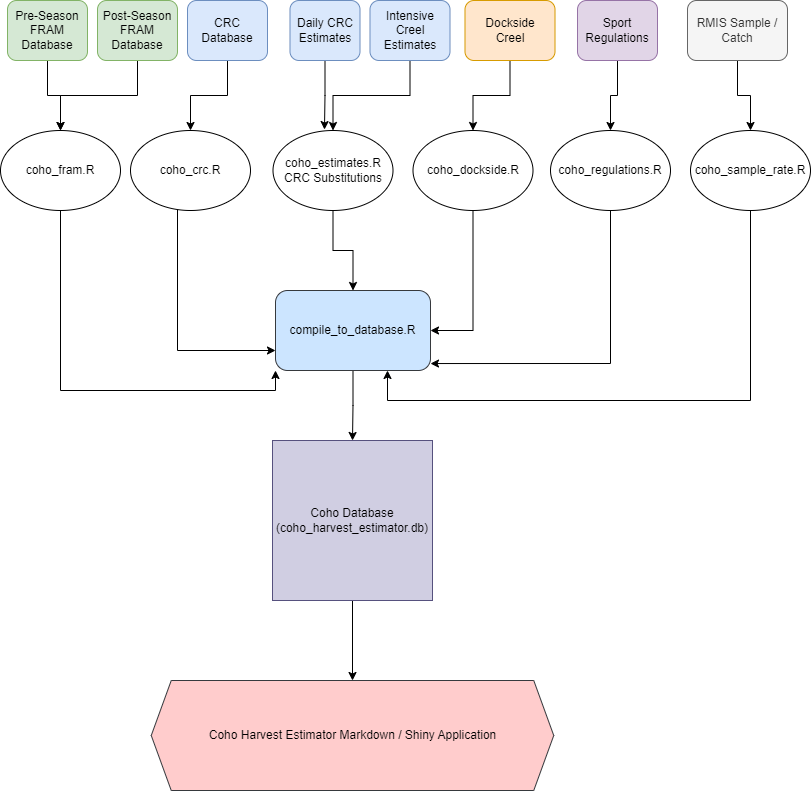 Pre-Season
FRAM
Database
Post-Season
FRAM
Database
CRC
Database
Daily CRC
Estimates
Intensive
Creel
Estimates
Dockside
Creel
Sport
Regulations
RMIS Sample /
Catch
coho_fram.R
coho_crc.R
coho_estimates.R
CRC Substitutions
coho_dockside.R
coho_regulations.R
coho_sample_rate.R
compile_to_database.R
Coho Database
(coho_harvest_estimator.db)
Coho Harvest Estimator Markdown / Shiny Application